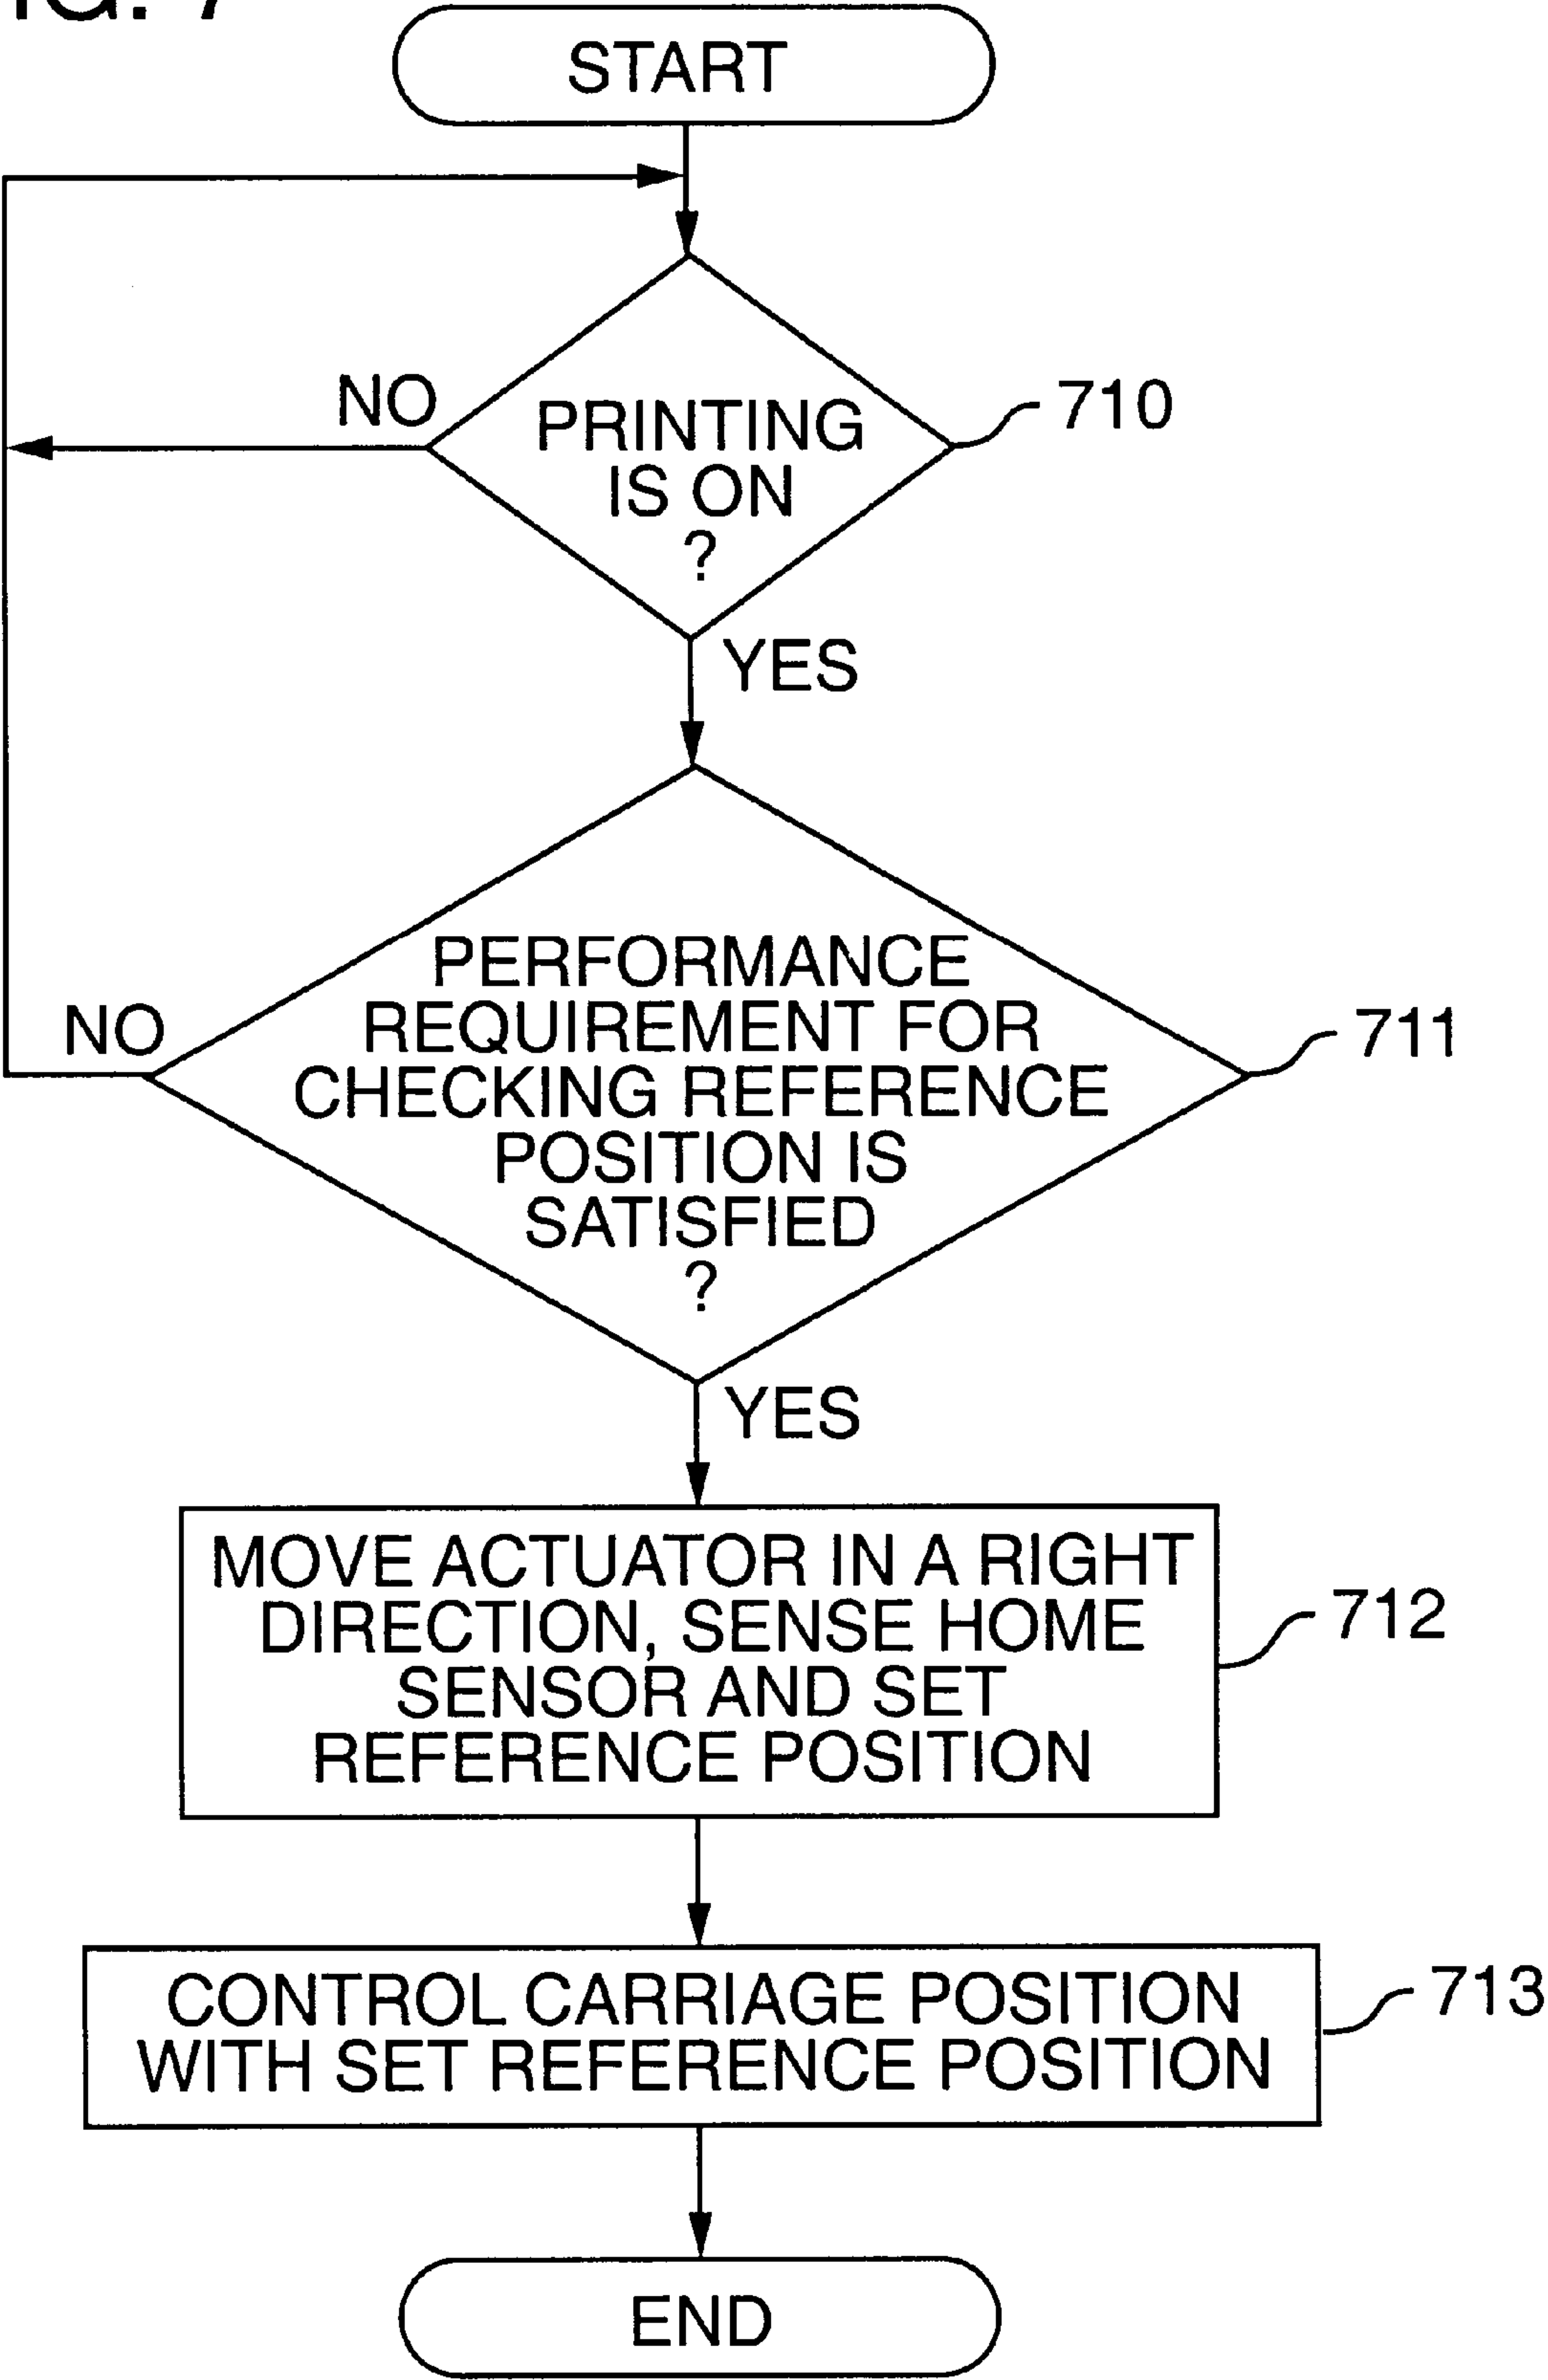 START
NO
PRINTING
IS ON
?
710
YES
PERFORMANCE
REQUIREMENT FOR
CHECKING REFERENCE
POSITION IS
SATISFIED
?
NO
711
YES
MOVE ACTUATOR IN A RIGHT
DIRECTION, SENSE HOME
SENSOR AND SET
REFERENCE POSITION
712
CONTROL CARRIAGE POSITION
WITH SET REFERENCE POSITION
713
END